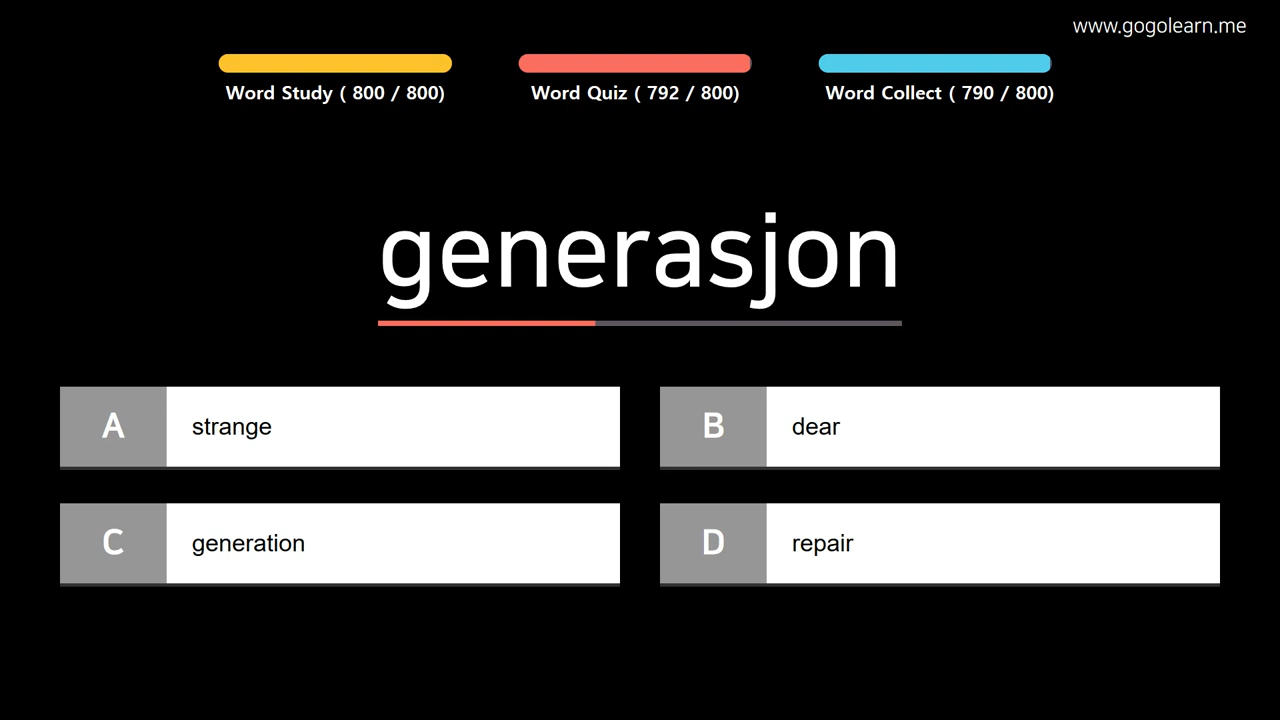 www.gogolearn.me
Word Study ( 800 / 800)
Word Quiz ( 792 / 800)
Word Collect ( 790 / 800)
generasjon
A strange
B dear
C generation
D repair